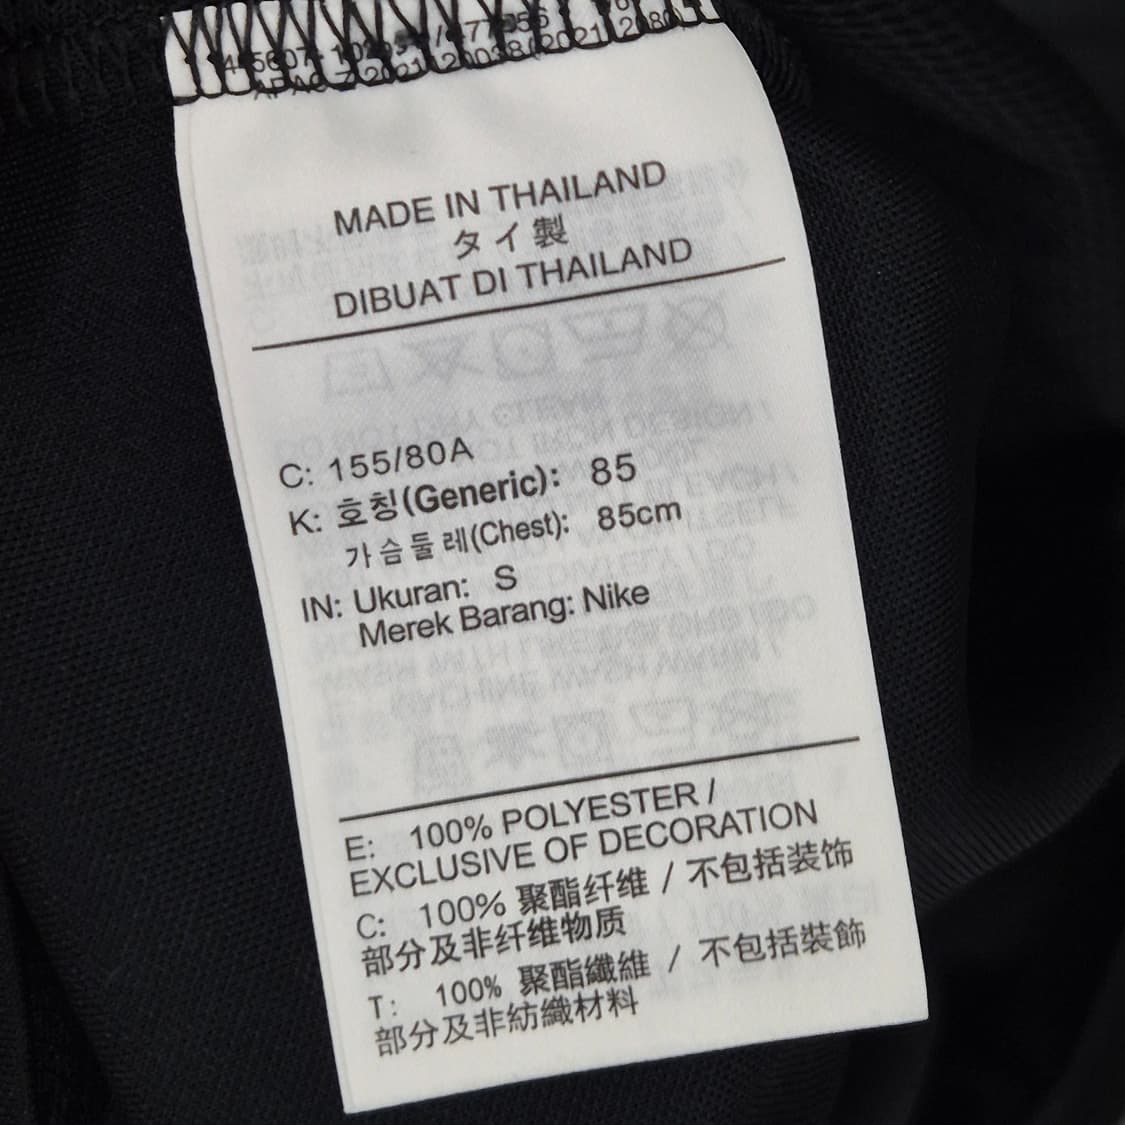 MADE IN THAILAND
タイ製
DIBUAT DI THAILAND
C: 155/80A
K: 호칭(Generic): 85
가슴둘레(Chest): 85cm
IN: Ukuran: S
Merek Barang: Nike
E: 100% POLYESTER /
EXCLUSIVE OF DECORATION
C: 100% 聚酯纤维 / 不包括装饰
部分及非纤维物质
T: 100% 聚酯纖維 / 不包括裝飾
部分及非紡織材料